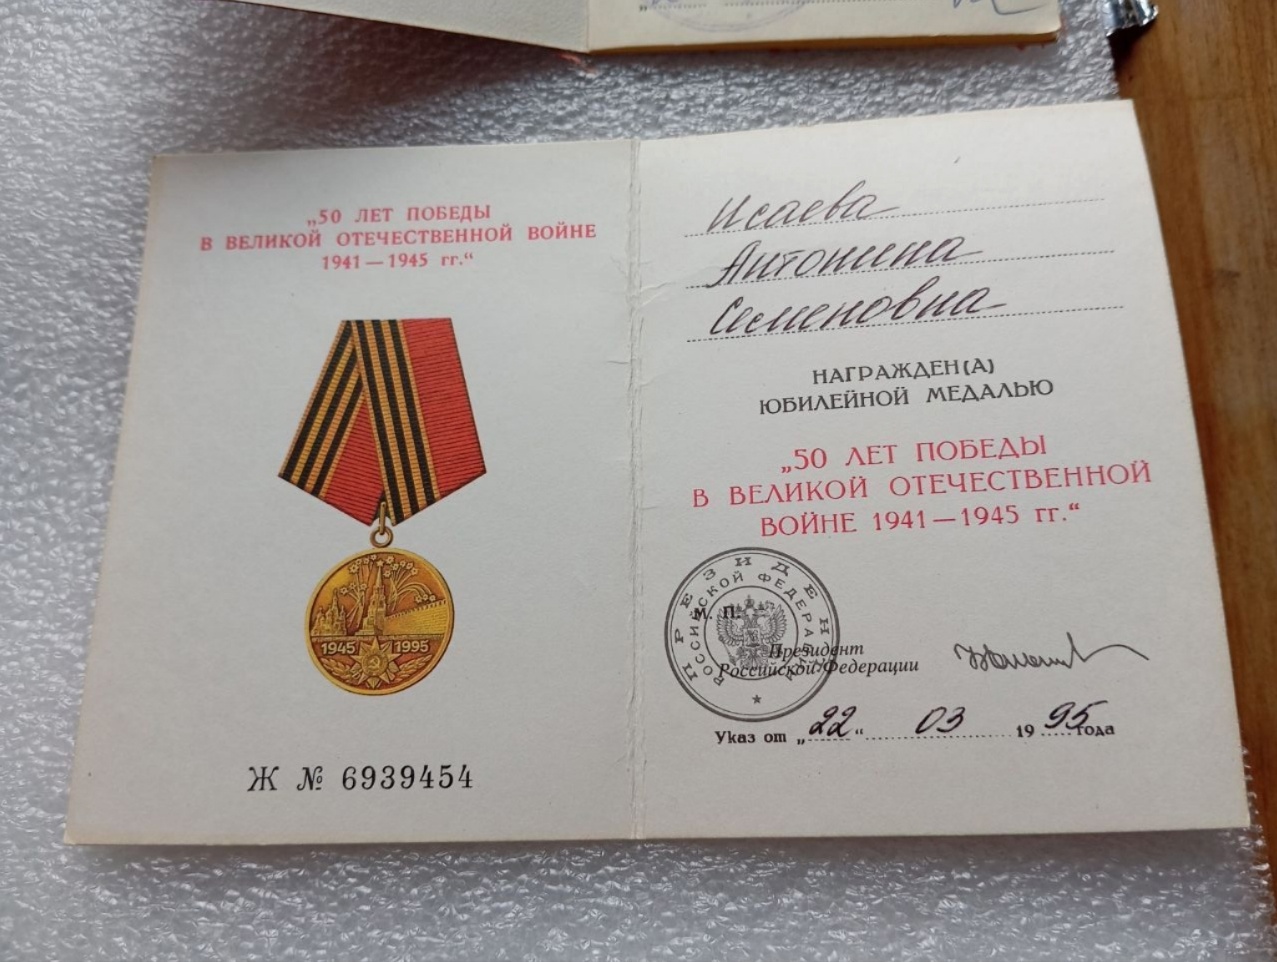 „50 ЛЕТ ПОБЕДЫ
В ВЕЛИКОЙ ОТЕЧЕСТВЕННОЙ ВОЙНЕ
1941—1945 гг.“
1945 1995
Ж № 6939454
Исаева
Антонина
Семеновна
НАГРАЖДЕН(А)
ЮБИЛЕЙНОЙ МЕДАЛЬЮ
„50 ЛЕТ ПОБЕДЫ
В ВЕЛИКОЙ ОТЕЧЕСТВЕННОЙ
ВОЙНЕ 1941—1945 гг.“
ПРЕЗИДЕНТ
РОССИЙСКОЙ ФЕДЕРАЦИИ
М. П.
Президент
Российской Федерации
Указ от „22“ 03 1995 года